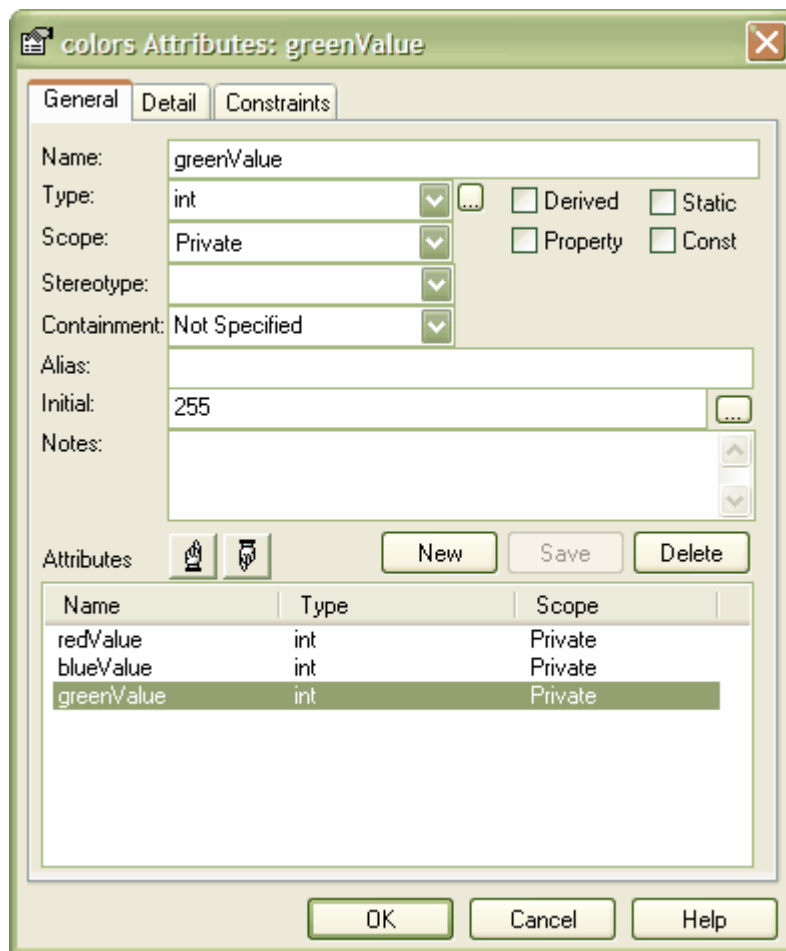 colors Attributes: greenValue
General Detail Constraints
Name: greenValue
Type: int ... Derived Static
Scope: Private Property Const
Stereotype:
Containment: Not Specified
Alias:
Initial: 255 ...
Notes:
Attributes New Save Delete
Name Type Scope
redValue int Private
blueValue int Private
greenValue int Private
OK Cancel Help